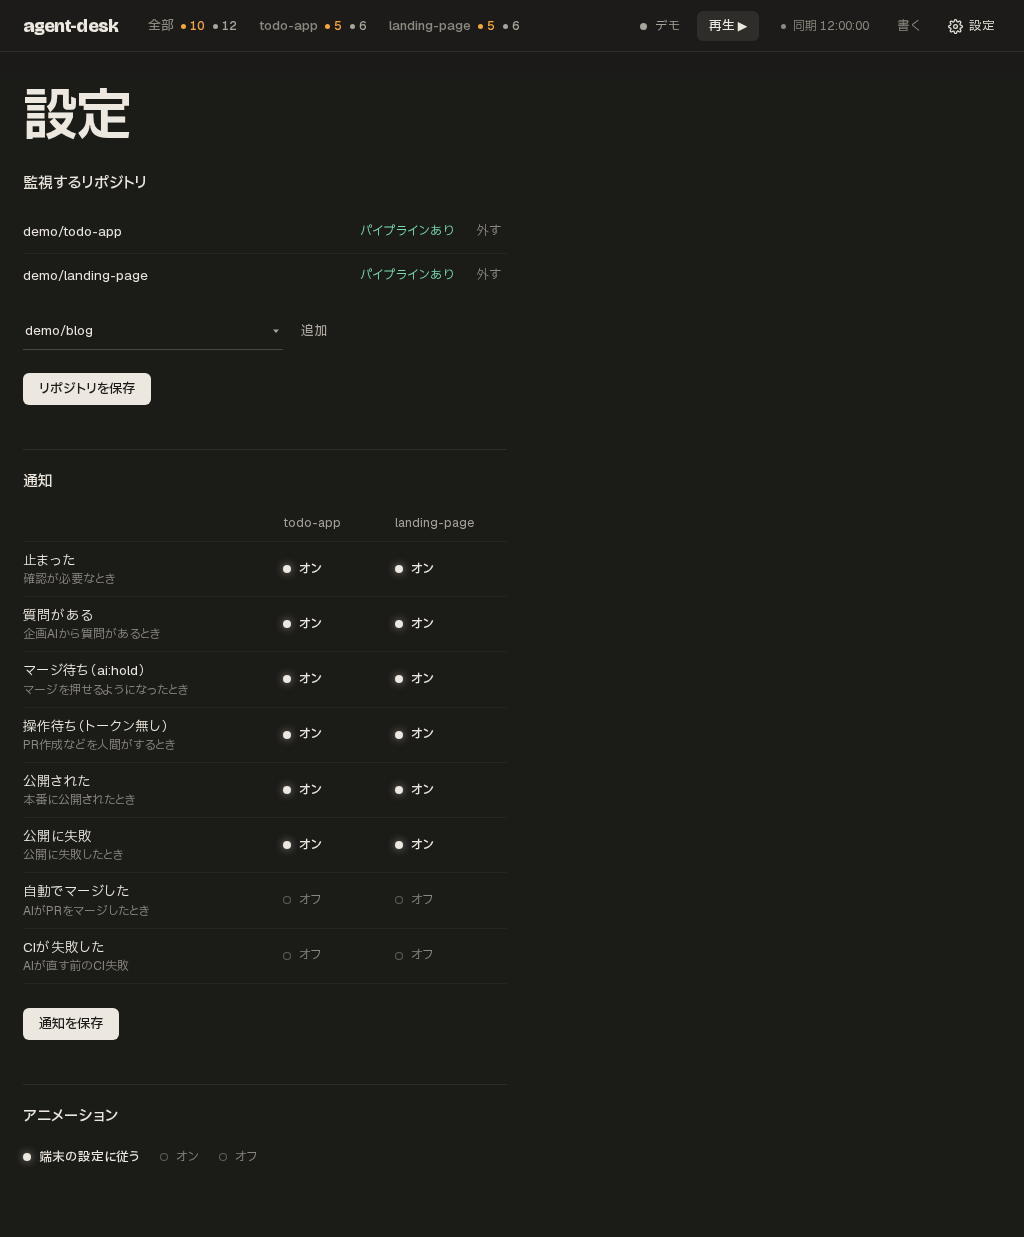 agent-desk 全部 10 12 todo-app 5 6 landing-page 5 6 デモ 再生 ▶ 同期 12:00:00 書く 設定
設定
監視するリポジトリ
demo/todo-app パイプラインあり 外す
demo/landing-page パイプラインあり 外す
demo/blog 追加
リポジトリを保存
通知
todo-app landing-page
止まった
確認が必要なとき
オン オン
質問がある
企画AIから質問があるとき
オン オン
マージ待ち（ai:hold）
マージを押せるようになったとき
オン オン
操作待ち（トークン無し）
PR作成などを人間がするとき
オン オン
公開された
本番に公開されたとき
オン オン
公開に失敗
公開に失敗したとき
オン オン
自動でマージした
AIがPRをマージしたとき
オフ オフ
CIが失敗した
AIが直す前のCI失敗
オフ オフ
通知を保存
アニメーション
端末の設定に従う オン オフ